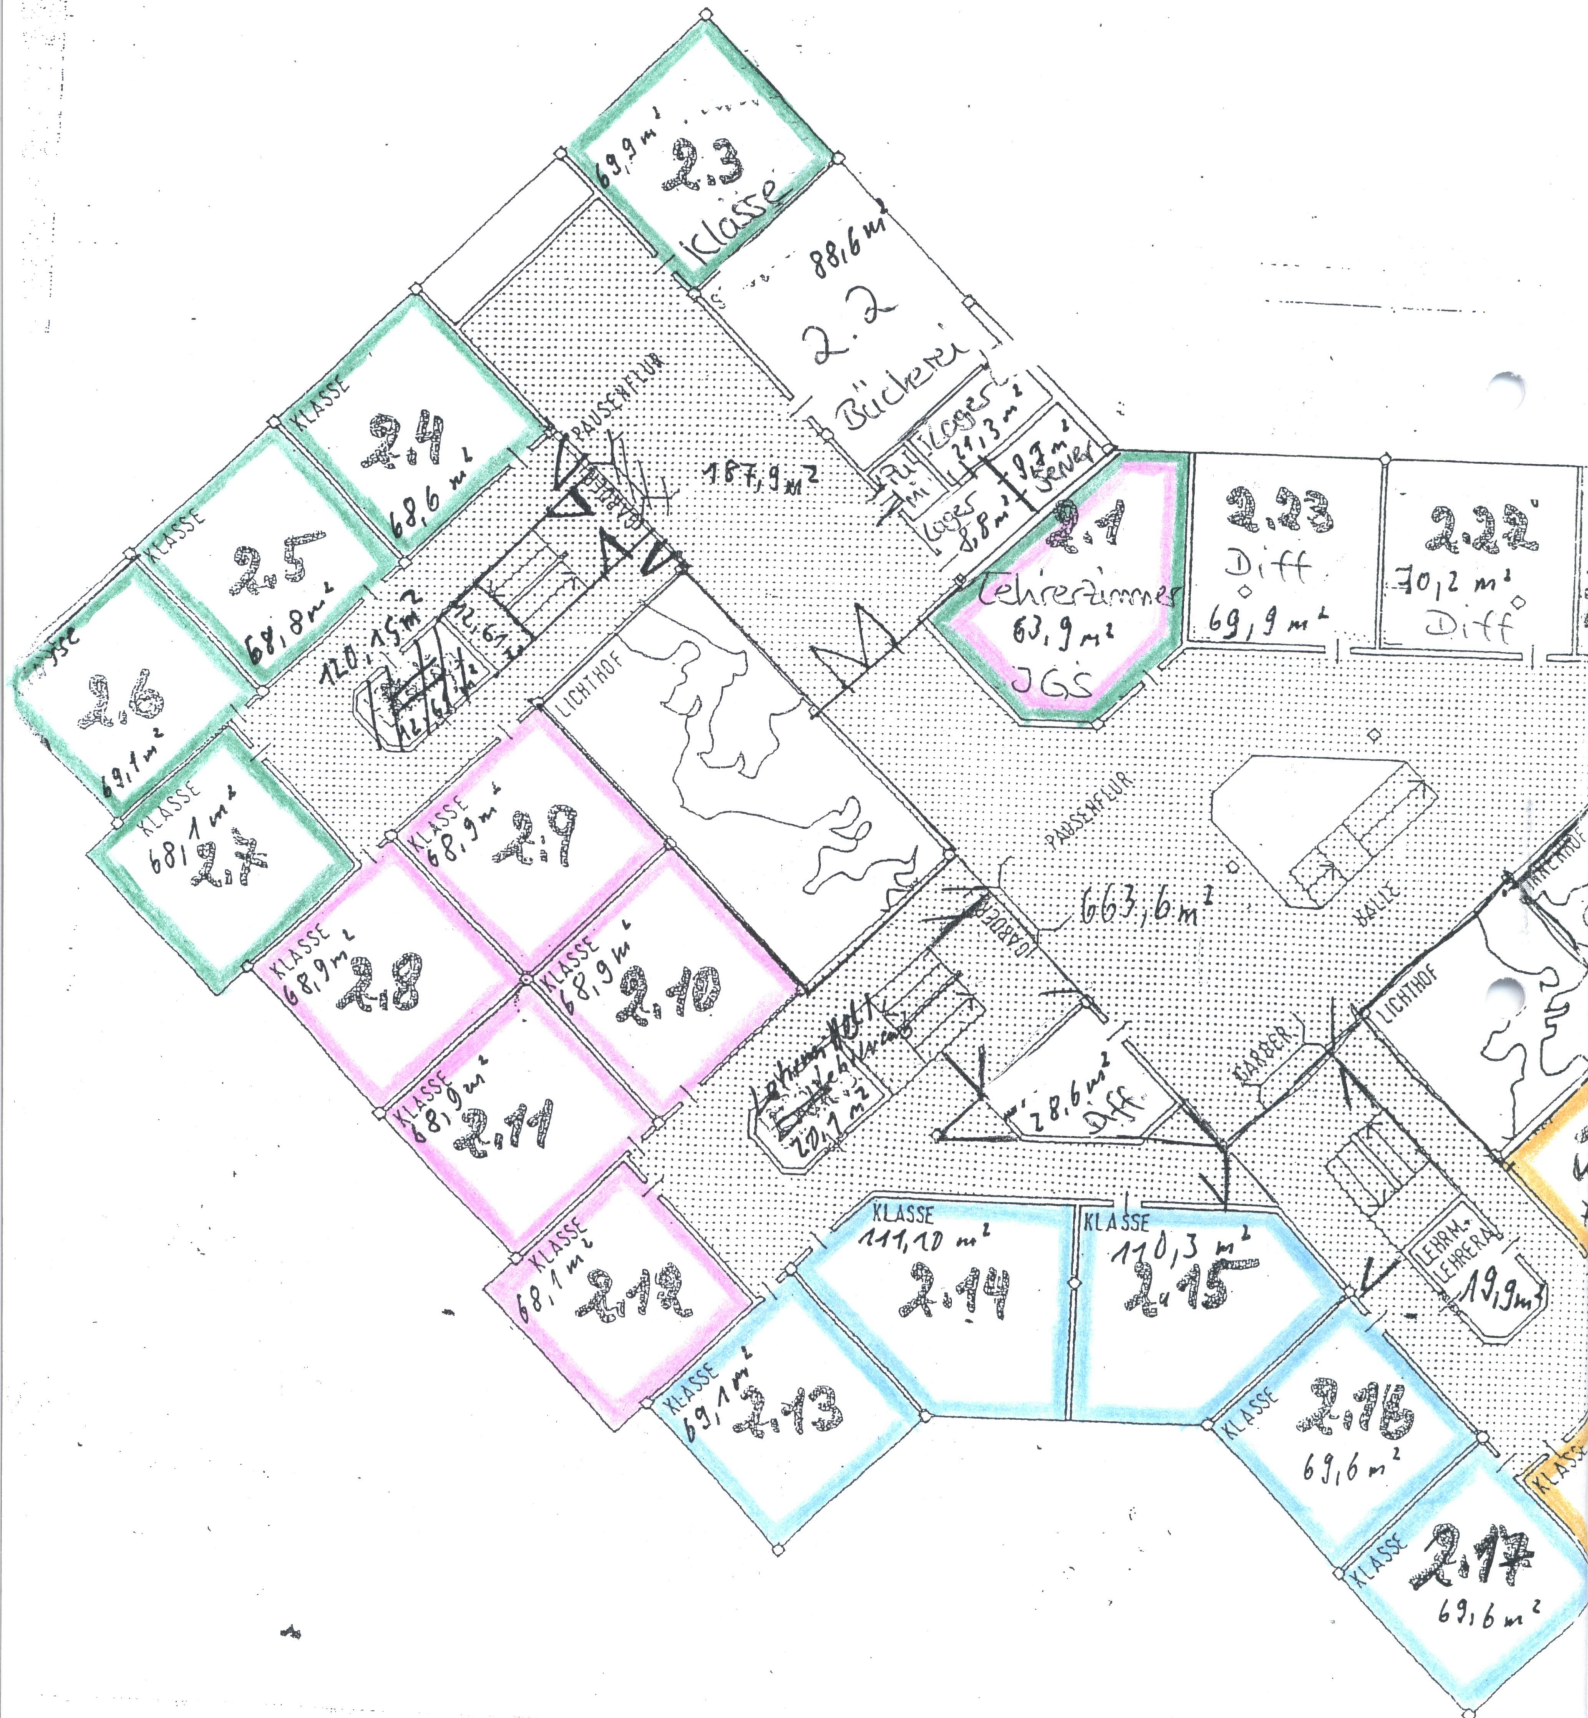 69,9 m²
2.3
Klasse
88,6 m²
2.2
Bücherei
Lager
21,3 m²
Lager
8,8 m²
9,7 m²
Server
KLASSE
2.4
68,6 m²
PAUSENFLUR
187,9 m²
2.1
Lehrerzimmer
63,9 m²
JGS
2.23
Diff
69,9 m²
2.22
70,2 m²
Diff
KLASSE
2.5
68,8 m²
120,15 m²
2.6
69,1 m²
KLASSE
68,1 m²
2.7
LICHTHOF
KLASSE
68,9 m²
2.9
PAUSENFLUR
663,6 m²
HALLE
INNENHOF
GARDER
KLASSE
68,9 m²
2.8
KLASSE
68,9 m²
2.10
LICHTHOF
GARDER
KLASSE
68,9 m²
2.11
20,1 m²
28,6 m²
Diff
KLASSE
68,1 m²
2.12
KLASSE
111,10 m²
2.14
KLASSE
110,3 m²
2.15
LEHRM.+
LEHRERA
19,9 m²
KLASSE
69,1 m²
2.13
KLASSE
2.16
69,6 m²
KLASSE
KLASSE
2.17
69,6 m²